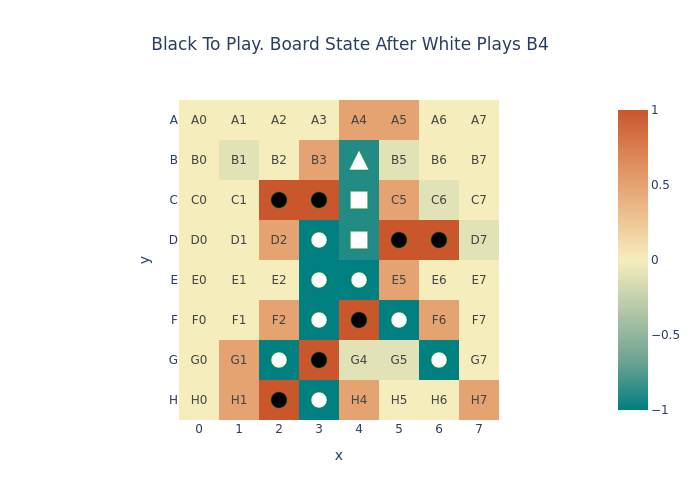 Black To Play. Board State After White Plays B4
A A0 A1 A2 A3 A4 A5 A6 A7
B B0 B1 B2 B3 B5 B6 B7
C C0 C1 C5 C6 C7
D D0 D1 D2 D7
E E0 E1 E2 E5 E6 E7
F F0 F1 F2 F6 F7
G G0 G1 G4 G5 G7
H H0 H1 H4 H5 H6 H7
0 1 2 3 4 5 6 7
x
y
1
0.5
0
−0.5
−1